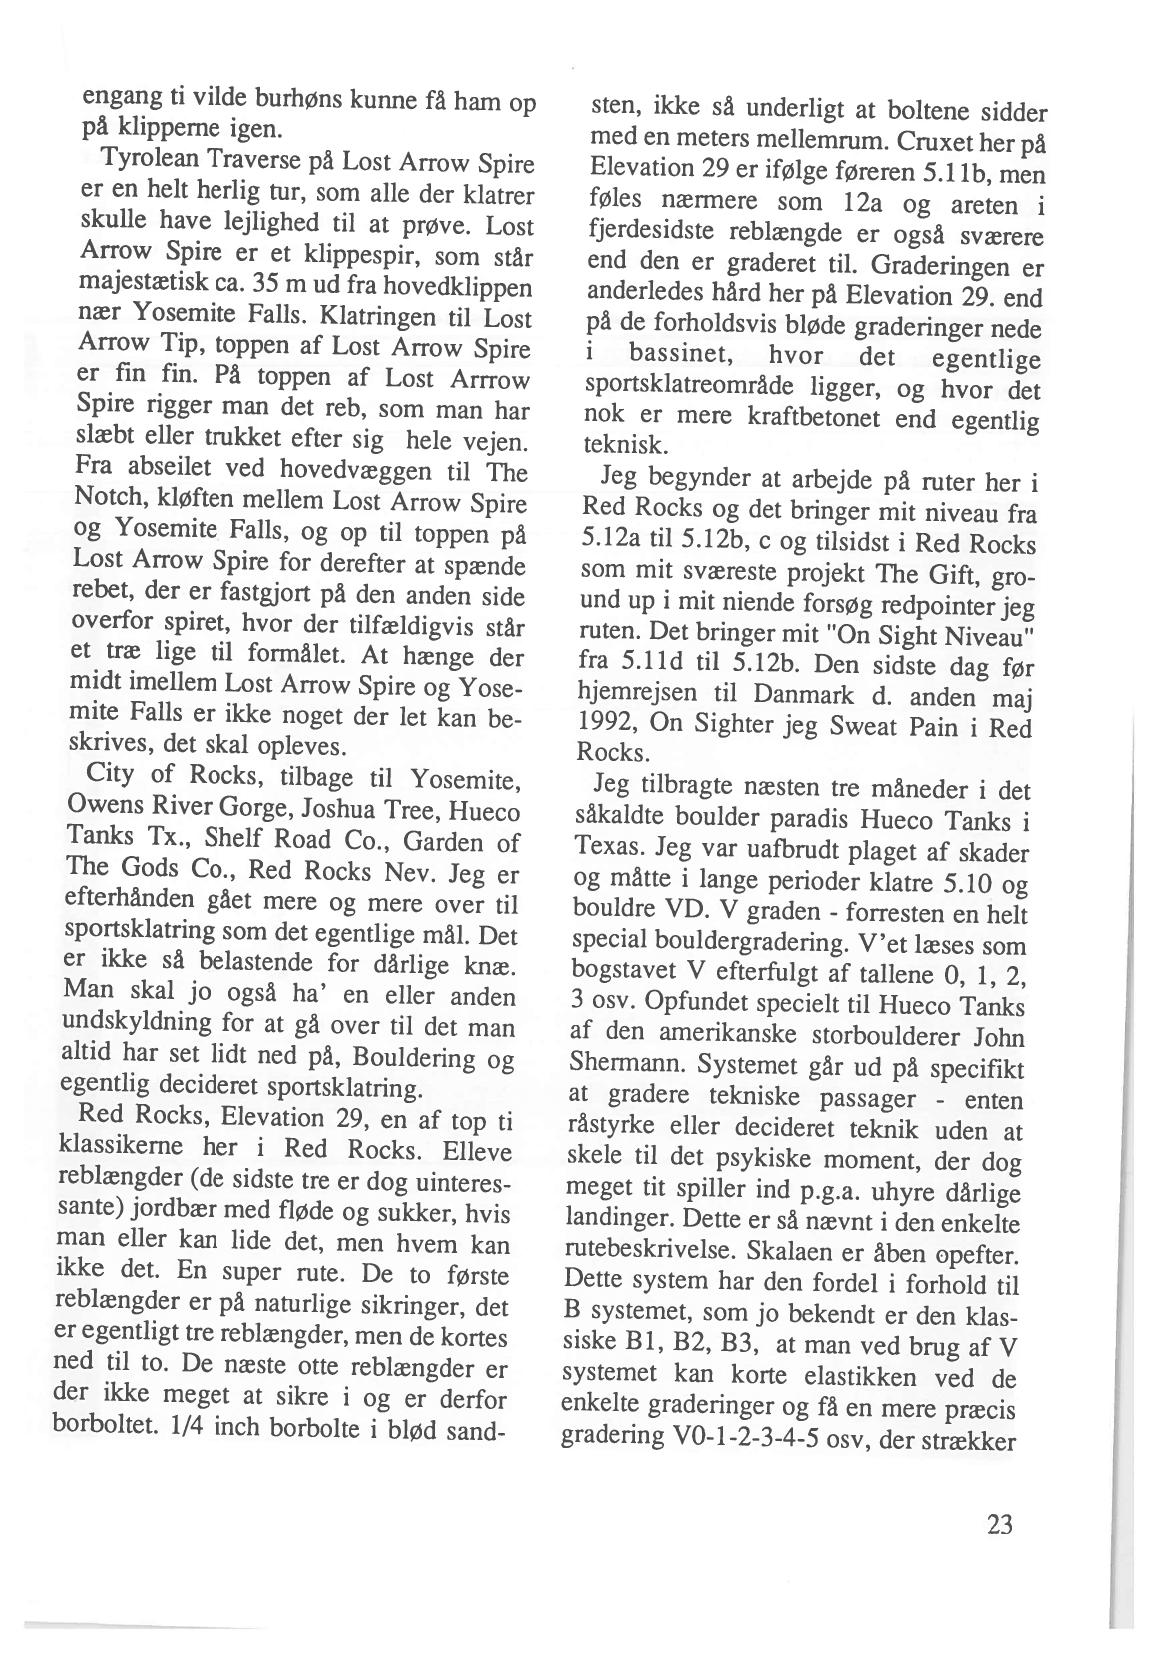 engang ti vilde burhøns kunne få ham op
på klipperne igen.
Tyrolean Traverse på Lost Arrow Spire
er en helt herlig tur, som alle der klatrer
skulle have lejlighed til at prøve. Lost
Arrow Spire er et klippespir, som står
majestætisk ca. 35 m ud fra hovedklippen
nær Yosemite Falls. Klatringen til Lost
Arrow Tip, toppen af Lost Arrow Spire
er fin fin. På toppen af Lost Arrrow
Spire rigger man det reb, som man har
slæbt eller trukket efter sig hele vejen.
Fra abseilet ved hovedvæggen til The
Notch, kløften mellem Lost Arrow Spire
og Yosemite Falls, og op til toppen på
Lost Arrow Spire for derefter at spænde
rebet, der er fastgjort på den anden side
overfor spiret, hvor der tilfældigvis står
et træ lige til formålet. At hænge der
midt imellem Lost Arrow Spire og Yose-
mite Falls er ikke noget der let kan be-
skrives, det skal opleves.
City of Rocks, tilbage til Yosemite,
Owens River Gorge, Joshua Tree, Hueco
Tanks Tx., Shelf Road Co., Garden of
The Gods Co., Red Rocks Nev. Jeg er
efterhånden gået mere og mere over til
sportsklatring som det egentlige mål. Det
er ikke så belastende for dårlige knæ.
Man skal jo også ha' en eller anden
undskyldning for at gå over til det man
altid har set lidt ned på, Bouldering og
egentlig decideret sportsklatring.
Red Rocks, Elevation 29, en af top ti
klassikerne her i Red Rocks. Elleve
reblængder (de sidste tre er dog uinteres-
sante) jordbær med fløde og sukker, hvis
man eller kan lide det, men hvem kan
ikke det. En super rute. De to første
reblængder er på naturlige sikringer, det
er egentligt tre reblængder, men de kortes
ned til to. De næste otte reblængder er
der ikke meget at sikre i og er derfor
borboltet. 1/4 inch borbolte i blød sand-
sten, ikke så underligt at boltene sidder
med en meters mellemrum. Cruxet her på
Elevation 29 er ifølge føreren 5.11b, men
føles nærmere som 12a og areten i
fjerdesidste reblængde er også sværere
end den er graderet til. Graderingen er
anderledes hård her på Elevation 29. end
på de forholdsvis bløde graderinger nede
i bassinet, hvor det egentlige
sportsklatreområde ligger, og hvor det
nok er mere kraftbetonet end egentlig
teknisk.
Jeg begynder at arbejde på ruter her i
Red Rocks og det bringer mit niveau fra
5.12a til 5.12b, c og tilsidst i Red Rocks
som mit sværeste projekt The Gift, gro-
und up i mit niende forsøg redpointer jeg
ruten. Det bringer mit "On Sight Niveau"
fra 5.11d til 5.12b. Den sidste dag før
hjemrejsen til Danmark d. anden maj
1992, On Sighter jeg Sweat Pain i Red
Rocks.
Jeg tilbragte næsten tre måneder i det
såkaldte boulder paradis Hueco Tanks i
Texas. Jeg var uafbrudt plaget af skader
og måtte i lange perioder klatre 5.10 og
bouldre VD. V graden - forresten en helt
special bouldergradering. V'et læses som
bogstavet V efterfulgt af tallene 0, 1, 2,
3 osv. Opfundet specielt til Hueco Tanks
af den amerikanske storboulderer John
Shermann. Systemet går ud på specifikt
at gradere tekniske passager - enten
råstyrke eller decideret teknik uden at
skele til det psykiske moment, der dog
meget tit spiller ind p.g.a. uhyre dårlige
landinger. Dette er så nævnt i den enkelte
rutebeskrivelse. Skalaen er åben opefter.
Dette system har den fordel i forhold til
B systemet, som jo bekendt er den klas-
siske B1, B2, B3, at man ved brug af V
systemet kan korte elastikken ved de
enkelte graderinger og få en mere præcis
gradering V0-1-2-3-4-5 osv, der strækker
23